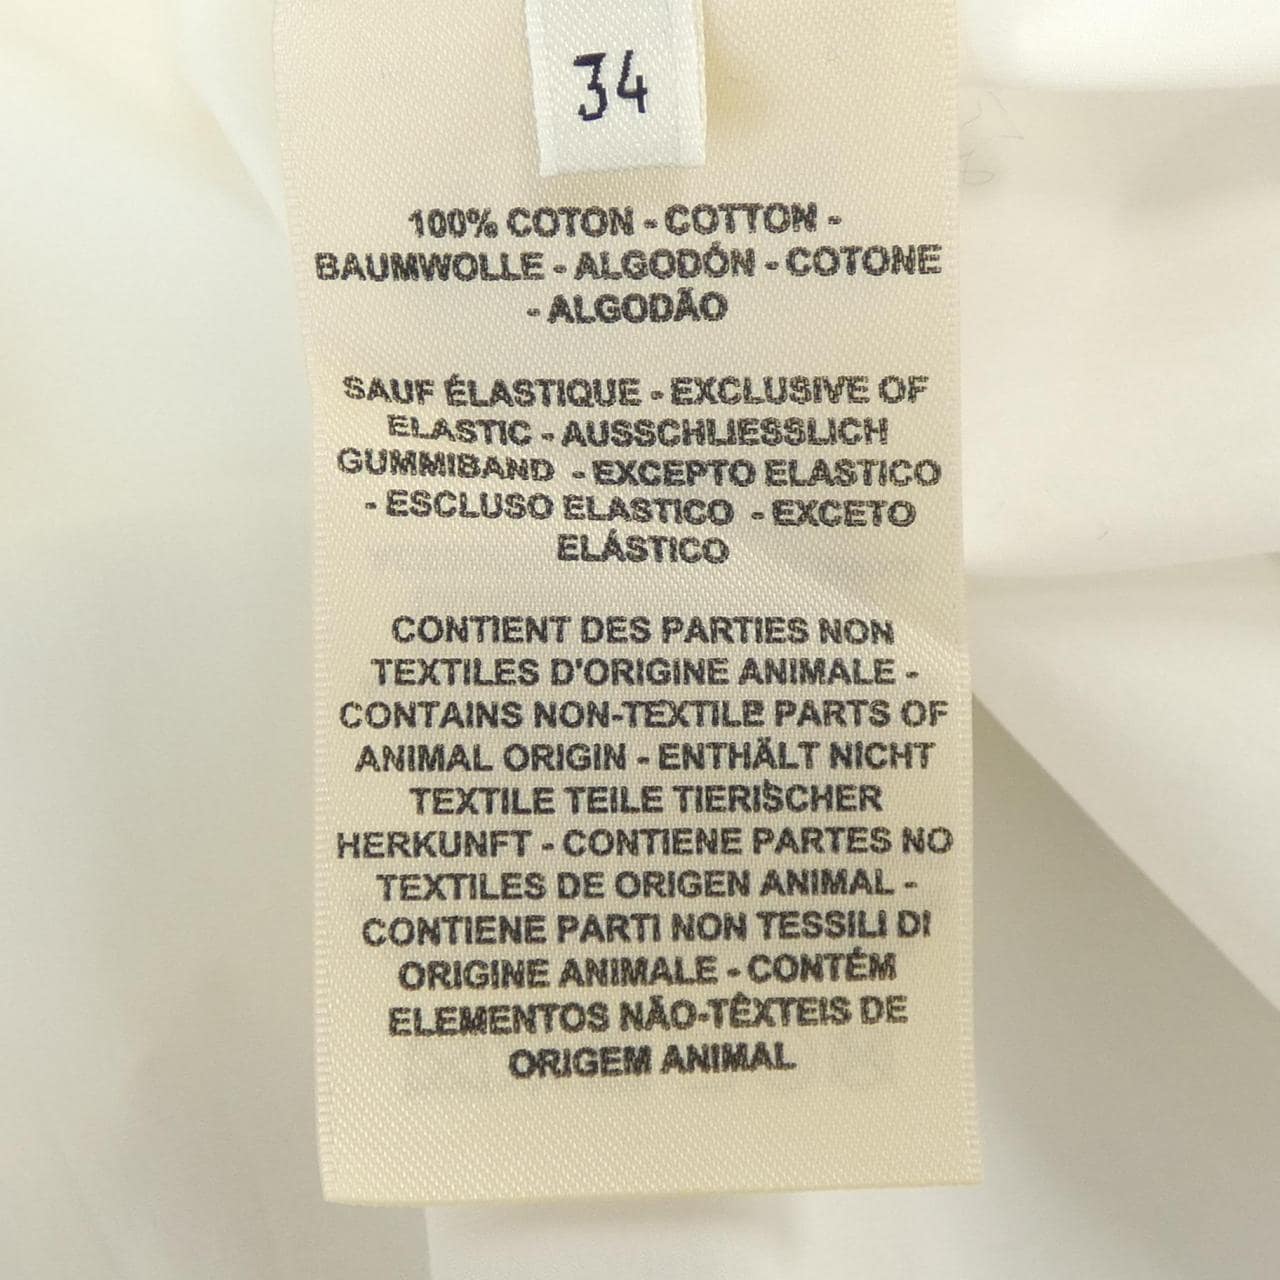 34
100% COTON - COTTON -
BAUMWOLLE - ALGODÓN - COTONE
- ALGODÃO
SAUF ÉLASTIQUE - EXCLUSIVE OF
ELASTIC - AUSSCHLIESSLICH
GUMMIBAND - EXCEPTO ELASTICO
- ESCLUSO ELASTICO - EXCETO
ELÁSTICO
CONTIENT DES PARTIES NON
TEXTILES D'ORIGINE ANIMALE -
CONTAINS NON-TEXTILE PARTS OF
ANIMAL ORIGIN - ENTHÄLT NICHT
TEXTILE TEILE TIERISCHER
HERKUNFT - CONTIENE PARTES NO
TEXTILES DE ORIGEN ANIMAL -
CONTIENE PARTI NON TESSILI DI
ORIGINE ANIMALE - CONTÉM
ELEMENTOS NÃO-TÊXTEIS DE
ORIGEM ANIMAL